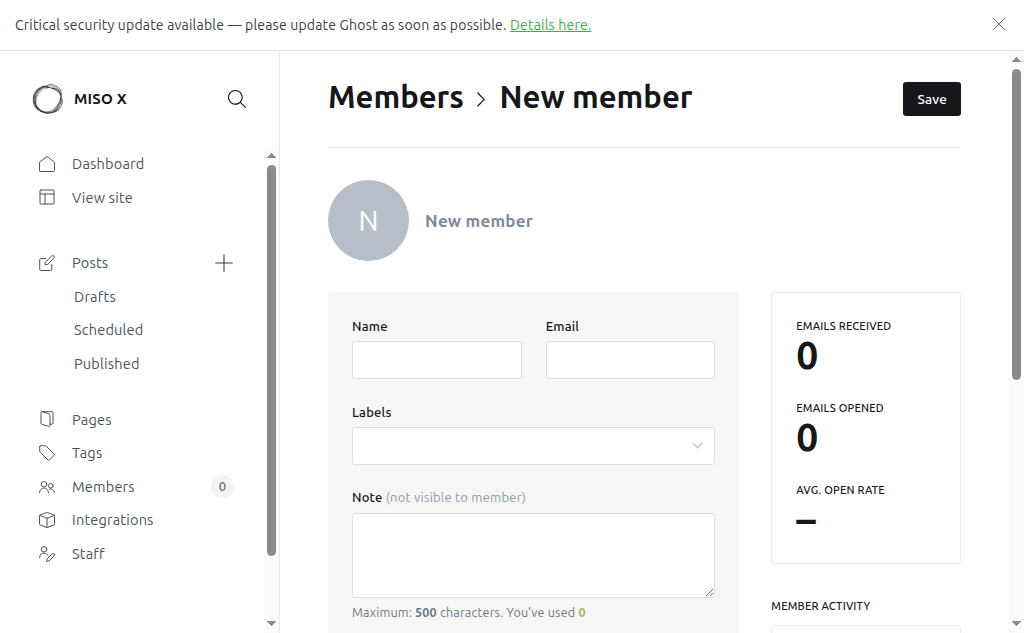 Critical security update available — please update Ghost as soon as possible. Details here.
MISO X
Dashboard
View site
Posts
Drafts
Scheduled
Published
Pages
Tags
Members 0
Integrations
Staff
Members > New member
Save
N New member
Name Email
Labels
Note (not visible to member)
Maximum: 500 characters. You've used 0
EMAILS RECEIVED
0
EMAILS OPENED
0
AVG. OPEN RATE
–
MEMBER ACTIVITY